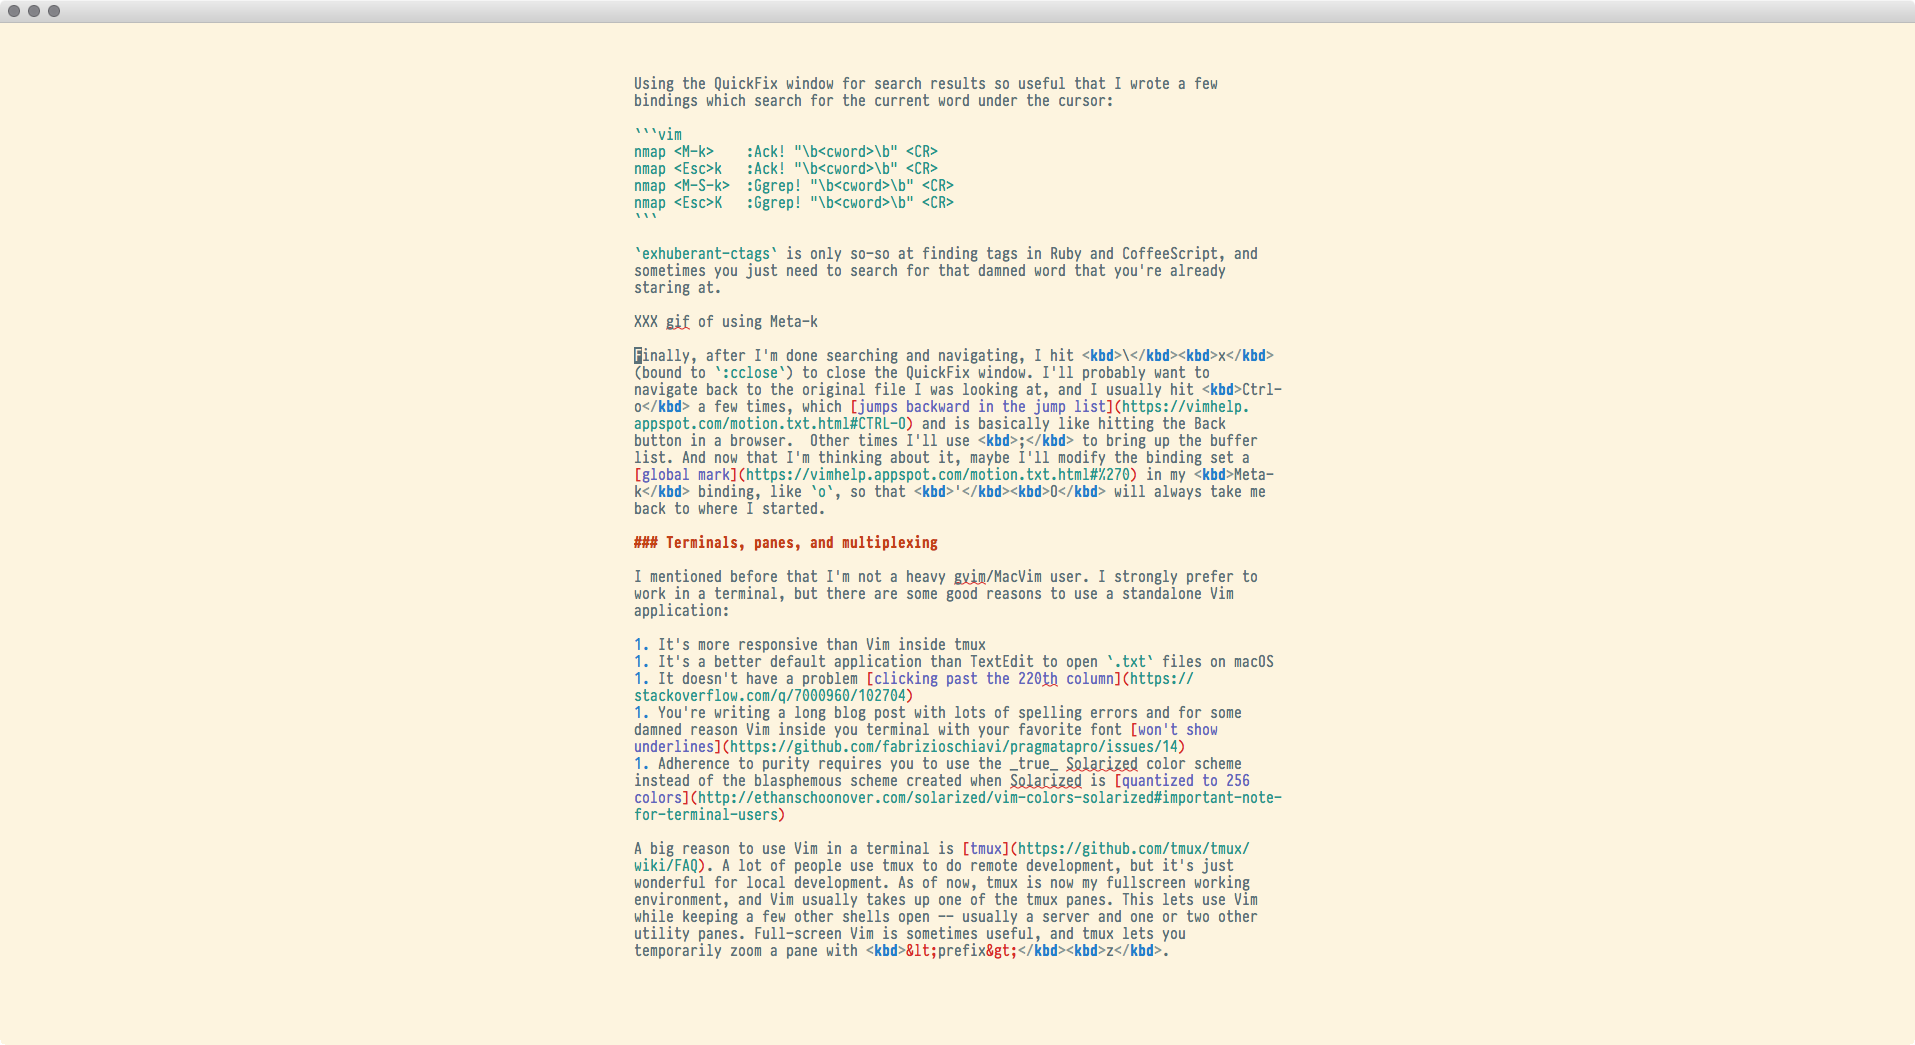 Using the QuickFix window for search results so useful that I wrote a few
bindings which search for the current word under the cursor:
```vim
nmap <M-k>    :Ack! "\b<cword>\b" <CR>
nmap <Esc>k   :Ack! "\b<cword>\b" <CR>
nmap <M-S-k>  :Ggrep! "\b<cword>\b" <CR>
nmap <Esc>K   :Ggrep! "\b<cword>\b" <CR>
```
`exhuberant-ctags` is only so-so at finding tags in Ruby and CoffeeScript, and
sometimes you just need to search for that damned word that you're already
staring at.
XXX gif of using Meta-k
Finally, after I'm done searching and navigating, I hit <kbd>\</kbd><kbd>x</kbd>
(bound to `:cclose`) to close the QuickFix window. I'll probably want to
navigate back to the original file I was looking at, and I usually hit <kbd>Ctrl-
o</kbd> a few times, which [jumps backward in the jump list](https://vimhelp.
appspot.com/motion.txt.html#CTRL-O) and is basically like hitting the Back
button in a browser.  Other times I'll use <kbd>;</kbd> to bring up the buffer
list. And now that I'm thinking about it, maybe I'll modify the binding set a
[global mark](https://vimhelp.appspot.com/motion.txt.html#%270) in my <kbd>Meta-
k</kbd> binding, like `o`, so that <kbd>'</kbd><kbd>O</kbd> will always take me
back to where I started.
### Terminals, panes, and multiplexing
I mentioned before that I'm not a heavy gvim/MacVim user. I strongly prefer to
work in a terminal, but there are some good reasons to use a standalone Vim
application:
1. It's more responsive than Vim inside tmux
1. It's a better default application than TextEdit to open `.txt` files on macOS
1. It doesn't have a problem [clicking past the 220th column](https://
stackoverflow.com/q/7000960/102704)
1. You're writing a long blog post with lots of spelling errors and for some
damned reason Vim inside you terminal with your favorite font [won't show
underlines](https://github.com/fabrizioschiavi/pragmatapro/issues/14)
1. Adherence to purity requires you to use the _true_ Solarized color scheme
instead of the blasphemous scheme created when Solarized is [quantized to 256
colors](http://ethanschoonover.com/solarized/vim-colors-solarized#important-note-
for-terminal-users)
A big reason to use Vim in a terminal is [tmux](https://github.com/tmux/tmux/
wiki/FAQ). A lot of people use tmux to do remote development, but it's just
wonderful for local development. As of now, tmux is now my fullscreen working
environment, and Vim usually takes up one of the tmux panes. This lets use Vim
while keeping a few other shells open -- usually a server and one or two other
utility panes. Full-screen Vim is sometimes useful, and tmux lets you
temporarily zoom a pane with <kbd>&lt;prefix&gt;</kbd><kbd>z</kbd>.